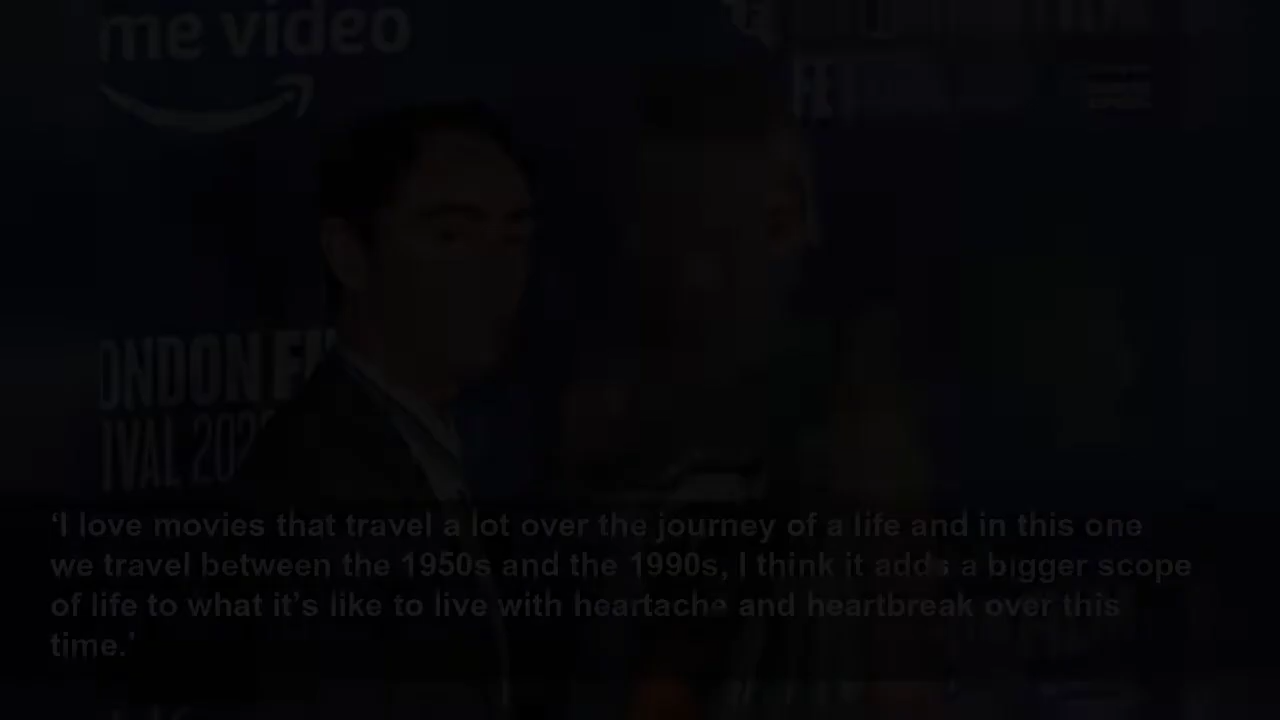 me video
ONDON FI
IVAL 202
‘I love movies that travel a lot over the journey of a life and in this one
we travel between the 1950s and the 1990s, I think it adds a bigger scope
of life to what it’s like to live with heartache and heartbreak over this
time.’